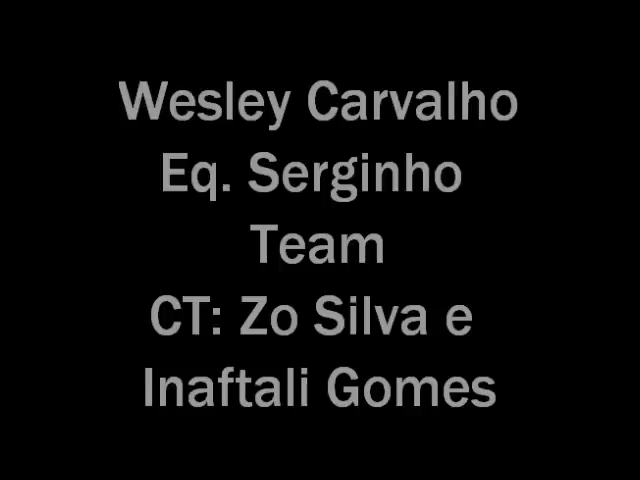 Wesley Carvalho
Eq. Serginho
Team
CT: Zo Silva e
Inaftali Gomes